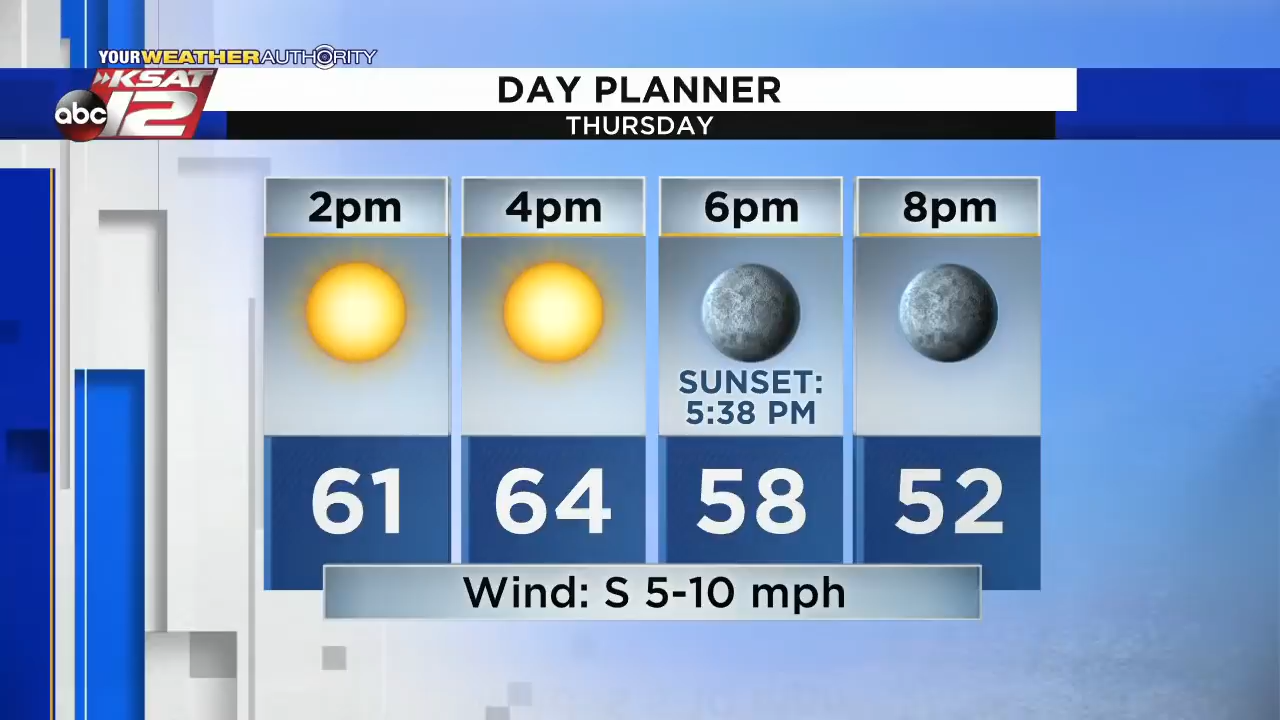 YOURWEATHERAUTHORITY
KSAT
abc 12
DAY PLANNER
THURSDAY
2pm 4pm 6pm 8pm
SUNSET:
5:38 PM
61 64 58 52
Wind: S 5-10 mph